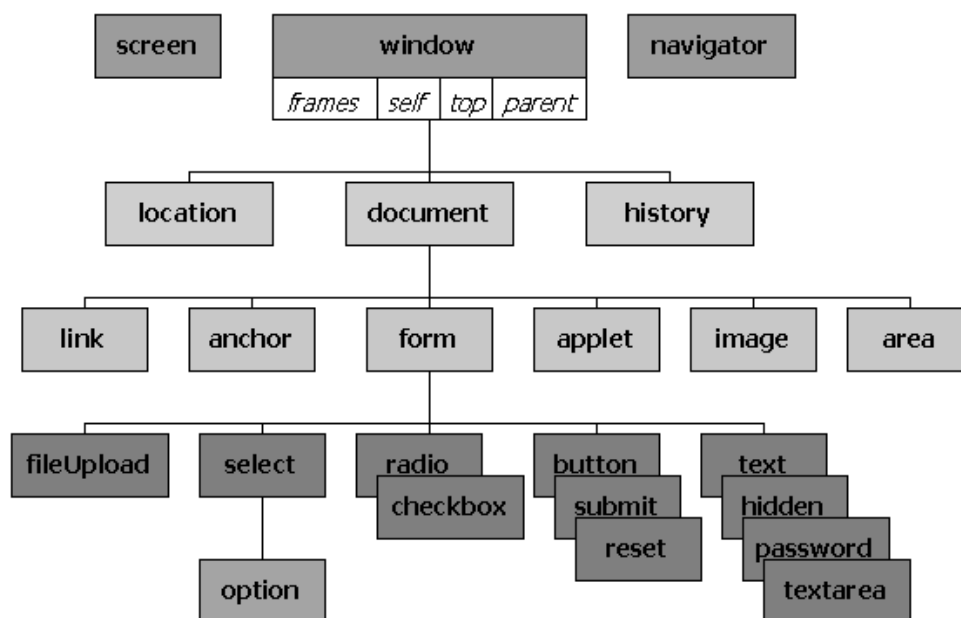 screen
window
navigator
frames self top parent
location
document
history
link
anchor
form
applet
image
area
fileUpload
select
radio
checkbox
button
submit
reset
text
hidden
password
textarea
option